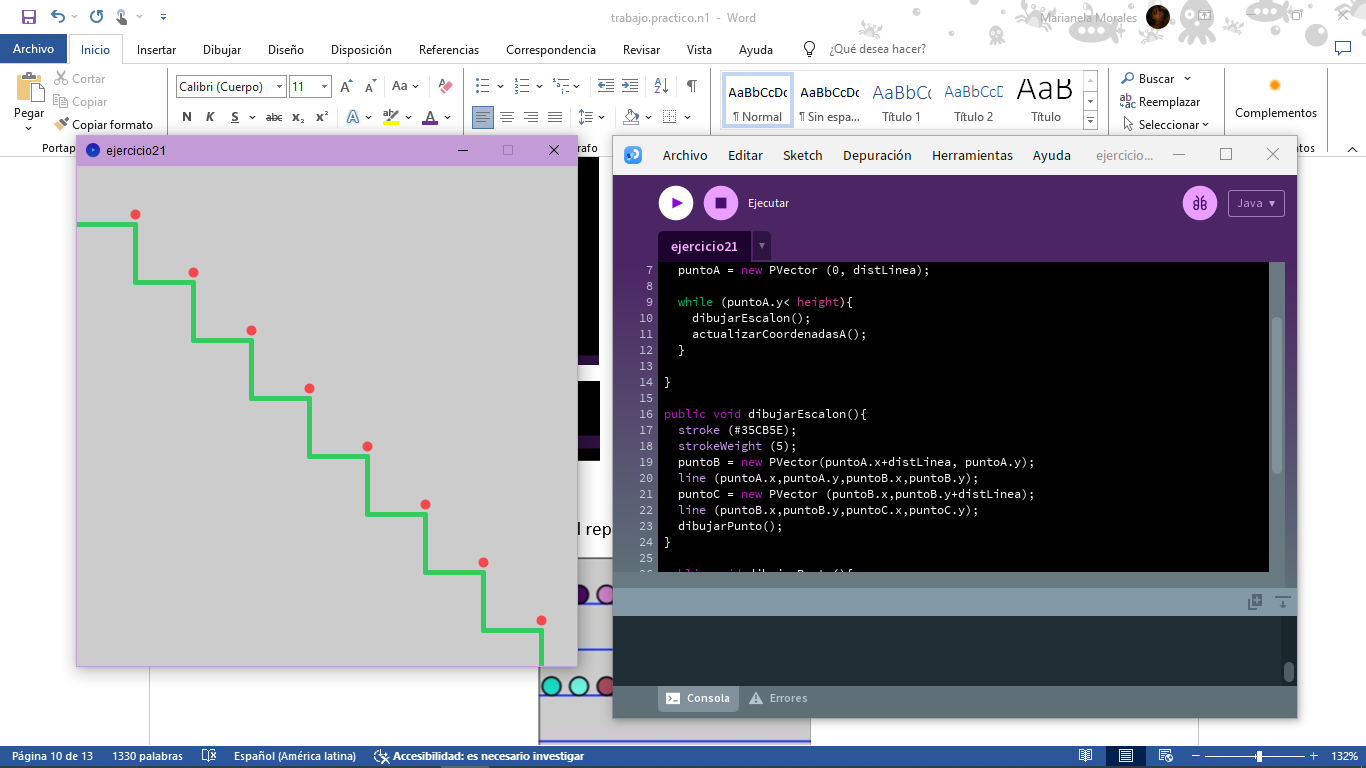 trabajo.practico.n1 - Word
Marianela Morales
Archivo Inicio Insertar Dibujar Diseño Disposición Referencias Correspondencia Revisar Vista Ayuda ¿Qué desea hacer?
Pegar
Cortar
Copiar
Copiar formato
Calibri (Cuerpo) 11
N K S abc x₂ x²
AaBbCcDc
¶ Normal
AaBbCcDc
¶ Sin espa...
AaBbCc
Título 1
AaBbCcD
Título 2
AaB
Título
Buscar
Reemplazar
Seleccionar
Complementos
ejercicio21
Archivo Editar Sketch Depuración Herramientas Ayuda ejercicio...
Ejecutar
Java
ejercicio21
7 puntoA = new PVector (0, distLinea);
8
9 while (puntoA.y< height){
10 dibujarEscalon();
11 actualizarCoordenadasA();
12 }
13
14 }
15
16 public void dibujarEscalon(){
17 stroke (#35CB5E);
18 strokeWeight (5);
19 puntoB = new PVector(puntoA.x+distLinea, puntoA.y);
20 line (puntoA.x,puntoA.y,puntoB.x,puntoB.y);
21 puntoC = new PVector (puntoB.x,puntoB.y+distLinea);
22 line (puntoB.x,puntoB.y,puntoC.x,puntoC.y);
23 dibujarPunto();
24 }
25
Consola Errores
Página 10 de 13 1330 palabras Español (América latina) Accesibilidad: es necesario investigar 132%